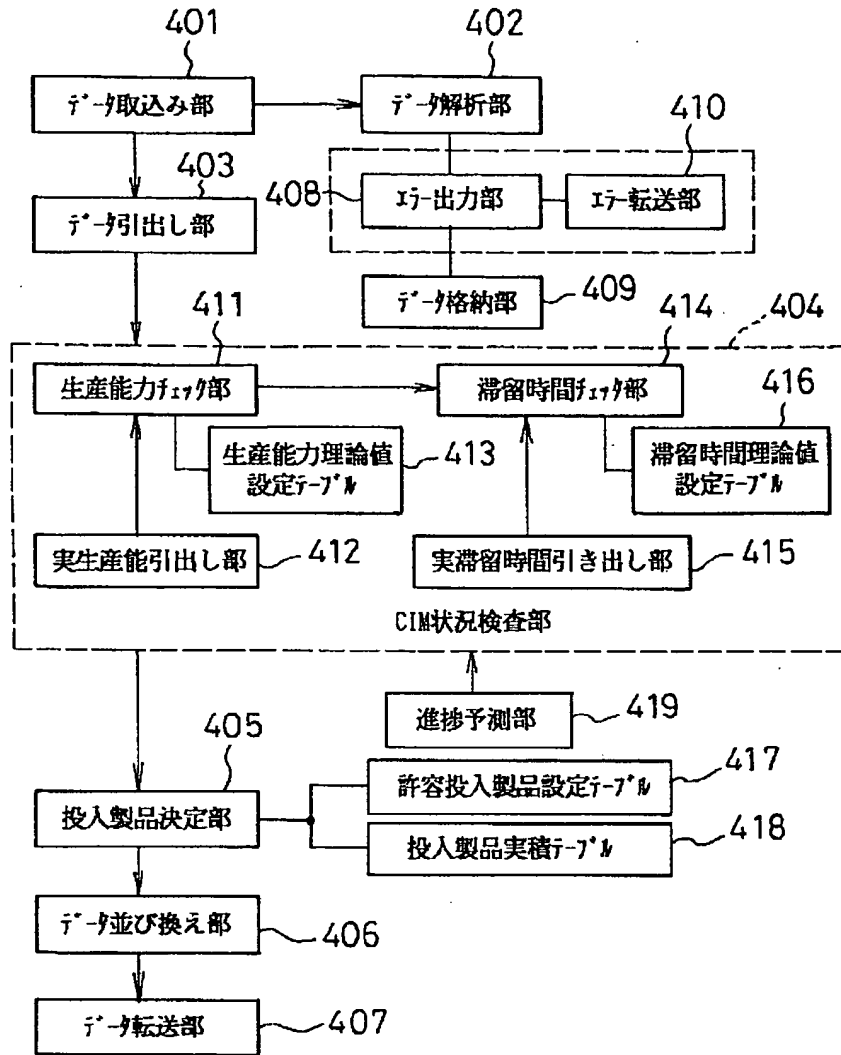 401
402
データ取込み部
データ解析部
410
403
408
エラー出力部
エラー転送部
データ引出し部
データ格納部
409
411
414
404
生産能力チェック部
滞留時間チェック部
416
生産能力理論値
設定テーブル
413
滞留時間理論値
設定テーブル
実生産能引出し部
412
実滞留時間引き出し部
415
CIM状況検査部
進捗予測部
419
405
許容投入製品設定テーブル
417
投入製品決定部
投入製品実積テーブル
418
データ並び換え部
406
データ転送部
407